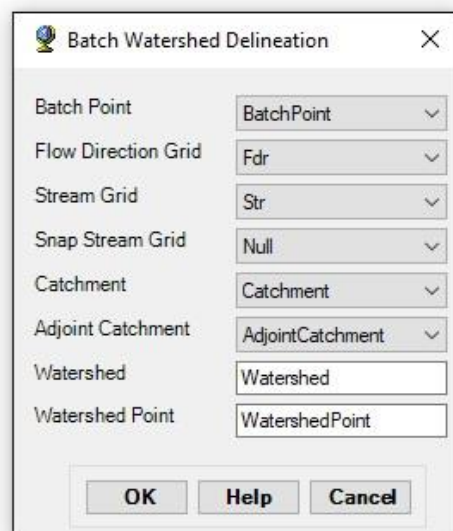 Batch Watershed Delineation
Batch Point BatchPoint
Flow Direction Grid Fdr
Stream Grid Str
Snap Stream Grid Null
Catchment Catchment
Adjoint Catchment AdjointCatchment
Watershed Watershed
Watershed Point WatershedPoint
OK Help Cancel